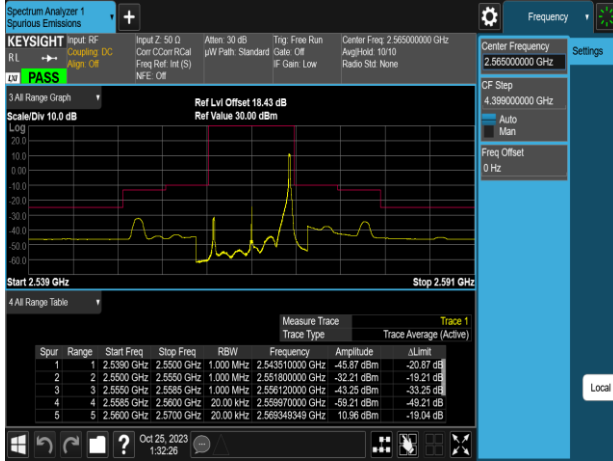 Spectrum Analyzer 1
Spurious Emissions
Frequency
KEYSIGHT Input: RF Input Z: 50 Ω Atten: 30 dB Trig: Free Run Center Freq: 2.565000000 GHz
RL Coupling: DC Corr CCorr RCal µW Path: Standard Gate: Off Avg|Hold: 10/10
Align: Off Freq Ref: Int (S) IF Gain: Low Radio Std: None
LXI PASS NFE: Off
Center Frequency
2.565000000 GHz
Settings
CF Step
4.399000000 GHz
Auto
Man
Freq Offset
0 Hz
Local
3 All Range Graph
Ref Lvl Offset 18.43 dB
Scale/Div 10.0 dB Ref Value 30.00 dBm
Log
20.0
10.0
0.00
-10.0
-20.0
-30.0
-40.0
-50.0
-60.0
Start 2.539 GHz Stop 2.591 GHz
4 All Range Table
Measure Trace Trace 1
Trace Type Trace Average (Active)
Spur Range Start Freq Stop Freq RBW Frequency Amplitude ΔLimit
1 1 2.5390 GHz 2.5500 GHz 1.000 MHz 2.543510000 GHz -45.87 dBm -20.87 dB
2 2 2.5500 GHz 2.5550 GHz 1.000 MHz 2.551800000 GHz -32.21 dBm -19.21 dB
3 3 2.5550 GHz 2.5585 GHz 1.000 MHz 2.556120000 GHz -43.25 dBm -33.25 dB
4 4 2.5585 GHz 2.5600 GHz 20.00 kHz 2.559970000 GHz -59.21 dBm -49.21 dB
5 5 2.5600 GHz 2.5700 GHz 20.00 kHz 2.569349349 GHz 10.96 dBm -19.04 dB
Oct 25, 2023
1:32:26